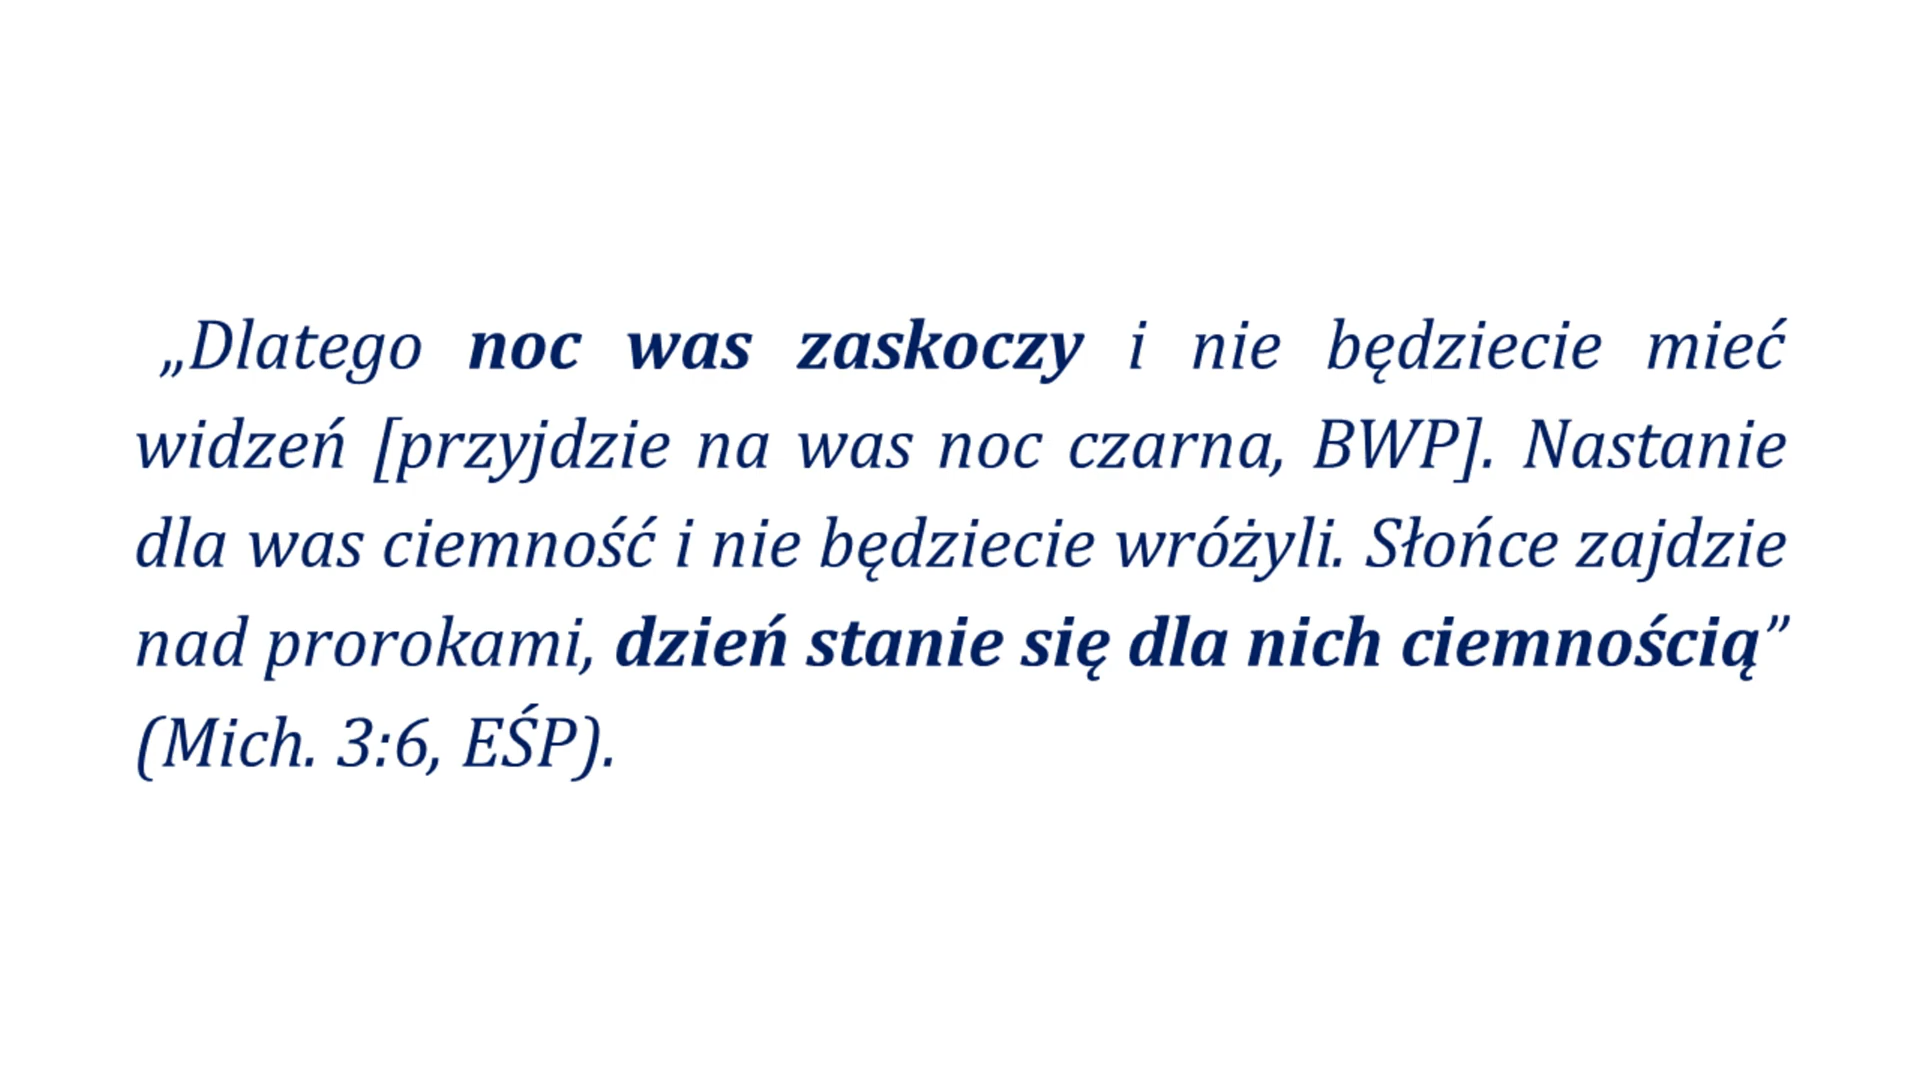 „Dlatego noc was zaskoczy i nie będziecie mieć
widzeń [przyjdzie na was noc czarna, BWP]. Nastanie
dla was ciemność i nie będziecie wróżyli. Słońce zajdzie
nad prorokami, dzień stanie się dla nich ciemnością”
(Mich. 3:6, EŚP).